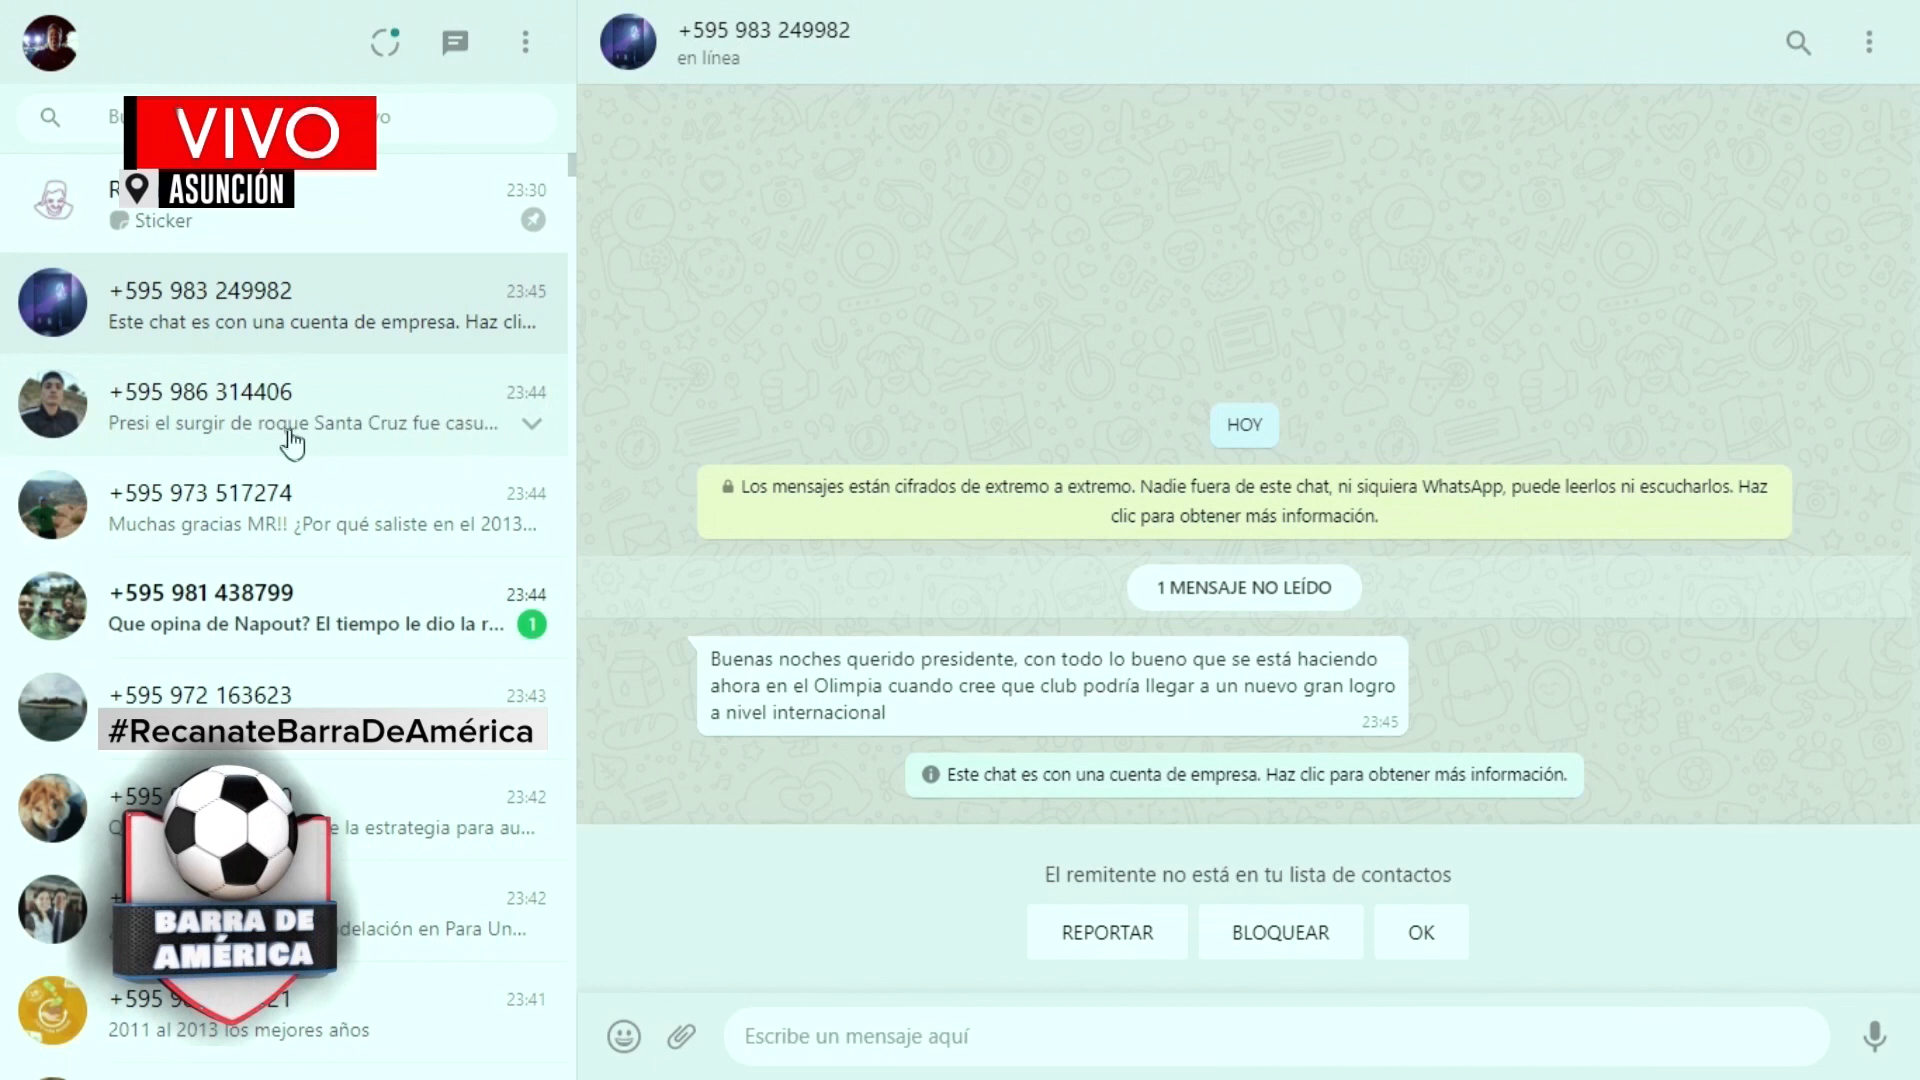 VIVO
ASUNCIÓN
23:30
Sticker
+595 983 249982
23:45
Este chat es con una cuenta de empresa. Haz cli...
+595 986 314406
23:44
Presi el surgir de roque Santa Cruz fue casu...
+595 973 517274
23:44
Muchas gracias MR!! ¿Por qué saliste en el 2013...
+595 981 438799
23:44
Que opina de Napout? El tiempo le dio la r...
1
+595 972 163623
23:43
#RecanateBarraDeAmérica
+595
23:42
e la estrategia para au...
23:42
delación en Para Un...
BARRA DE
AMÉRICA
+595
23:41
2011 al 2013 los mejores años
+595 983 249982
en línea
HOY
Los mensajes están cifrados de extremo a extremo. Nadie fuera de este chat, ni siquiera WhatsApp, puede leerlos ni escucharlos. Haz
clic para obtener más información.
1 MENSAJE NO LEÍDO
Buenas noches querido presidente, con todo lo bueno que se está haciendo
ahora en el Olimpia cuando cree que club podría llegar a un nuevo gran logro
a nivel internacional
23:45
Este chat es con una cuenta de empresa. Haz clic para obtener más información.
El remitente no está en tu lista de contactos
REPORTAR
BLOQUEAR
OK
Escribe un mensaje aquí